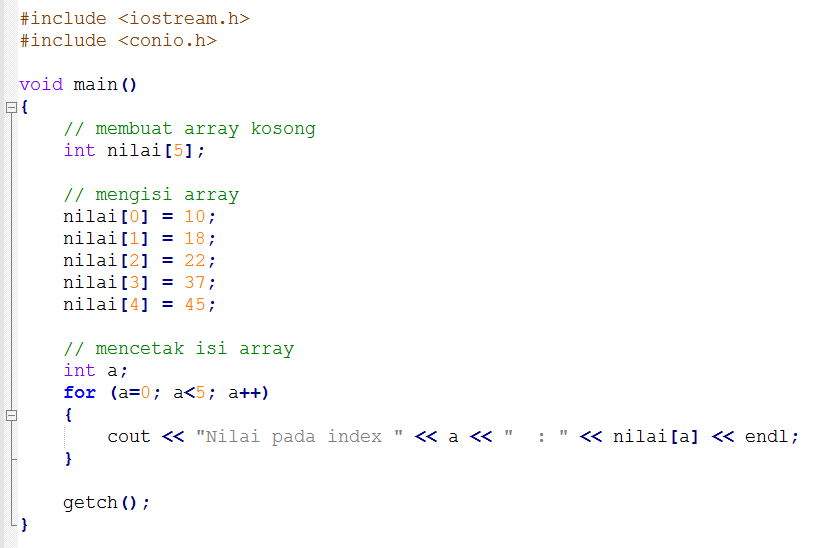 #include <iostream.h>
#include <conio.h>
void main()
{
// membuat array kosong
int nilai[5];
// mengisi array
nilai[0] = 10;
nilai[1] = 18;
nilai[2] = 22;
nilai[3] = 37;
nilai[4] = 45;
// mencetak isi array
int a;
for (a=0; a<5; a++)
{
cout << "Nilai pada index " << a << "  : " << nilai[a] << endl;
}
getch();
}